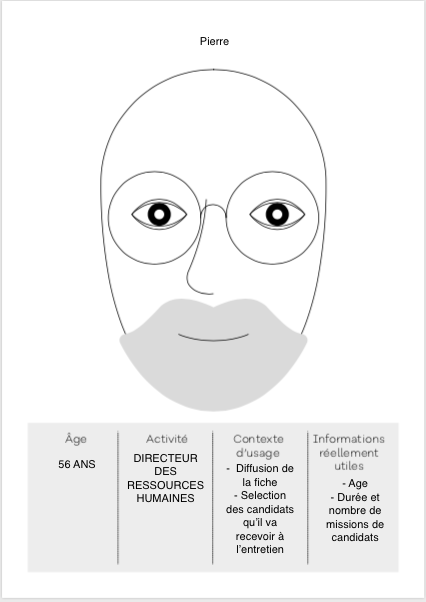 Pierre
Âge
56 ANS
Activité
DIRECTEUR
DES
RESSOURCES
HUMAINES
Contexte
d'usage
- Diffusion de
la fiche
- Selection
des candidats
qu'il va
recevoir à
l'entretien
Informations
réellement
utiles
- Age
- Durée et
nombre de
missions de
candidats